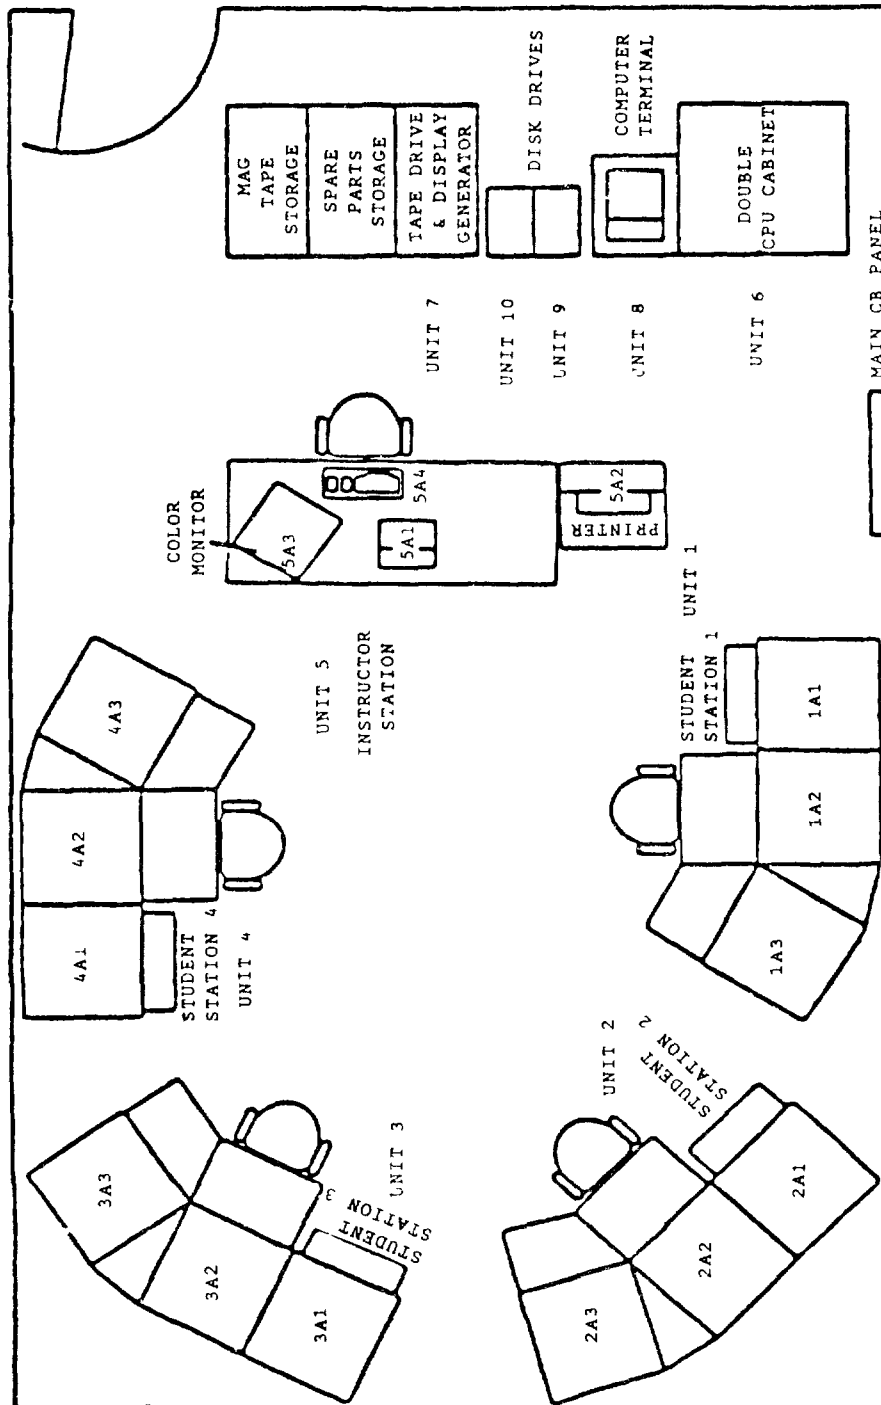 MAG
TAPE
STORAGE
SPARE
PARTS
STORAGE
TAPE DRIVE
& DISPLAY
GENERATOR
DISK DRIVES
COMPUTER
TERMINAL
DOUBLE
CPU CABINET
UNIT 7
UNIT 10
UNIT 9
UNIT 8
UNIT 6
MAIN CB PANEL
COLOR
MONITOR
5A3
5A4
5A1
5A2
PRINTER
UNIT 5
INSTRUCTOR
STATION
UNIT 1
STUDENT
STATION 1
1A1
1A2
1A3
4A3
4A2
4A1
STUDENT
STATION 4
UNIT 4
UNIT 2
STUDENT
STATION 2
2A1
2A2
2A3
UNIT 3
STUDENT
STATION 3
3A3
3A2
3A1